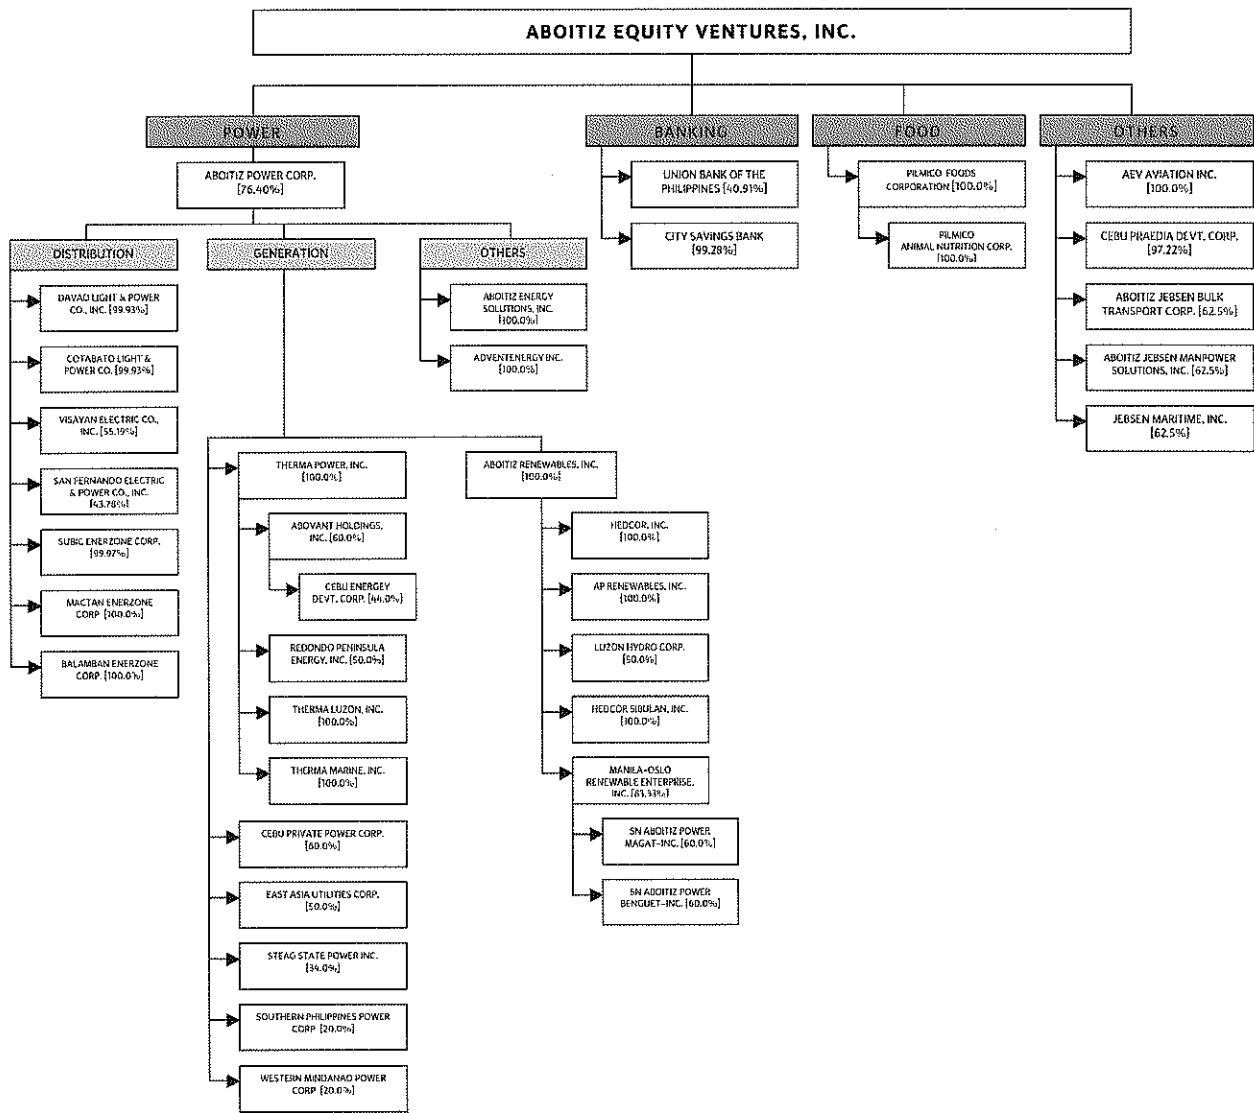 ABOITIZ EQUITY VENTURES, INC.
POWER
BANKING
FOOD
OTHERS
ABOITIZ POWER CORP.
[76.40%]
DISTRIBUTION
GENERATION
OTHERS
DAVAO LIGHT & POWER
CO., INC. [99.93%]
COTABATO LIGHT &
POWER CO. [99.93%]
VISAYAN ELECTRIC CO.,
INC. [55.19%]
SAN FERNANDO ELECTRIC
& POWER CO., INC.
[43.78%]
SUBIC ENERZONE CORP.
[99.97%]
MACTAN ENERZONE
CORP [100.0%]
BALAMBAN ENERZONE
CORP. [100.0%]
THERMA POWER, INC.
[100.0%]
ABOVANT HOLDINGS,
INC. [60.0%]
CEBU ENERGEY
DEVT. CORP. [44.0%]
REDONDO PENINSULA
ENERGY, INC. [50.0%]
THERMA LUZON, INC.
[100.0%]
THERMA MARINE, INC.
[100.0%]
CEBU PRIVATE POWER CORP.
[60.0%]
EAST ASIA UTILITIES CORP.
[50.0%]
STEAG STATE POWER INC.
[34.0%]
SOUTHERN PHILIPPINES POWER
CORP [20.0%]
WESTERN MINDANAO POWER
CORP [20.0%]
ABOITIZ RENEWABLES, INC.
[100.0%]
HEDCOR, INC.
[100.0%]
AP RENEWABLES, INC.
[100.0%]
LUZON HYDRO CORP.
[50.0%]
HEDCOR SIBULAN, INC.
[100.0%]
MANILA-OSLO
RENEWABLE ENTERPRISE,
INC. [83.33%]
SN ABOITIZ POWER
MAGAT-INC. [60.0%]
SN ABOITIZ POWER
BENGUET-INC. [60.0%]
ABOITIZ ENERGY
SOLUTIONS, INC.
[100.0%]
ADVENTENERGY INC.
[100.0%]
UNION BANK OF THE
PHILIPPINES [40.91%]
CITY SAVINGS BANK
[99.28%]
PILMICO FOODS
CORPORATION [100.0%]
PILMICO
ANIMAL NUTRITION CORP.
[100.0%]
AEV AVIATION INC.
[100.0%]
CEBU PRAEDIA DEVT. CORP.
[97.22%]
ABOITIZ JEBSEN BULK
TRANSPORT CORP. [62.5%]
ABOITIZ JEBSEN MANPOWER
SOLUTIONS, INC. [62.5%]
JEBSEN MARITIME, INC.
[62.5%]